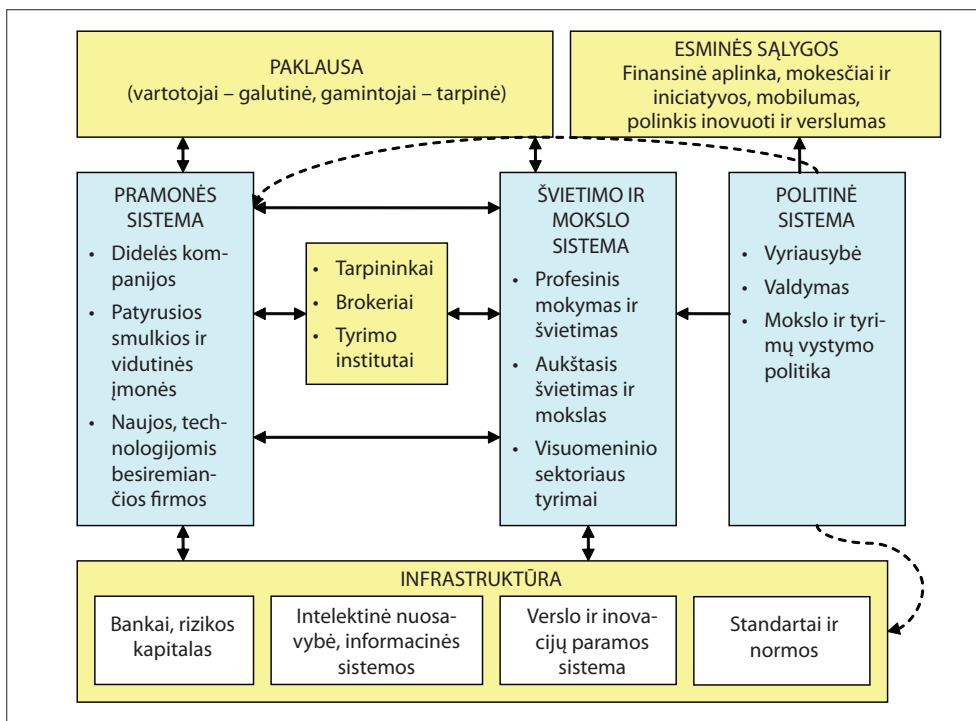 PAKLAUSA
(vartotojai – galutinė, gamintojai – tarpinė)
ESMINĖS SĄLYGOS
Finansinė aplinka, mokesčiai ir
iniciatyvos, mobilumas,
polinkis inovuoti ir verslumas
PRAMONĖS
SISTEMA
• Didelės kom-
panijos
• Patyrusios
smulkios ir
vidutinės
įmonės
• Naujos, tech-
nologijomis
besiremian-
čios firmos
• Tarpininkai
• Brokeriai
• Tyrimo
institutai
ŠVIETIMO IR
MOKSLO
SISTEMA
• Profesinis
mokymas ir
švietimas
• Aukštasis
švietimas ir
mokslas
• Visuomeninio
sektoriaus
tyrimai
POLITINĖ
SISTEMA
• Vyriausybė
• Valdymas
• Mokslo ir tyri-
mų vystymo
politika
INFRASTRUKTŪRA
Bankai, rizikos
kapitalas
Intelektinė nuosa-
vybė, informacinės
sistemos
Verslo ir inova-
cijų paramos
sistema
Standartai ir
normos